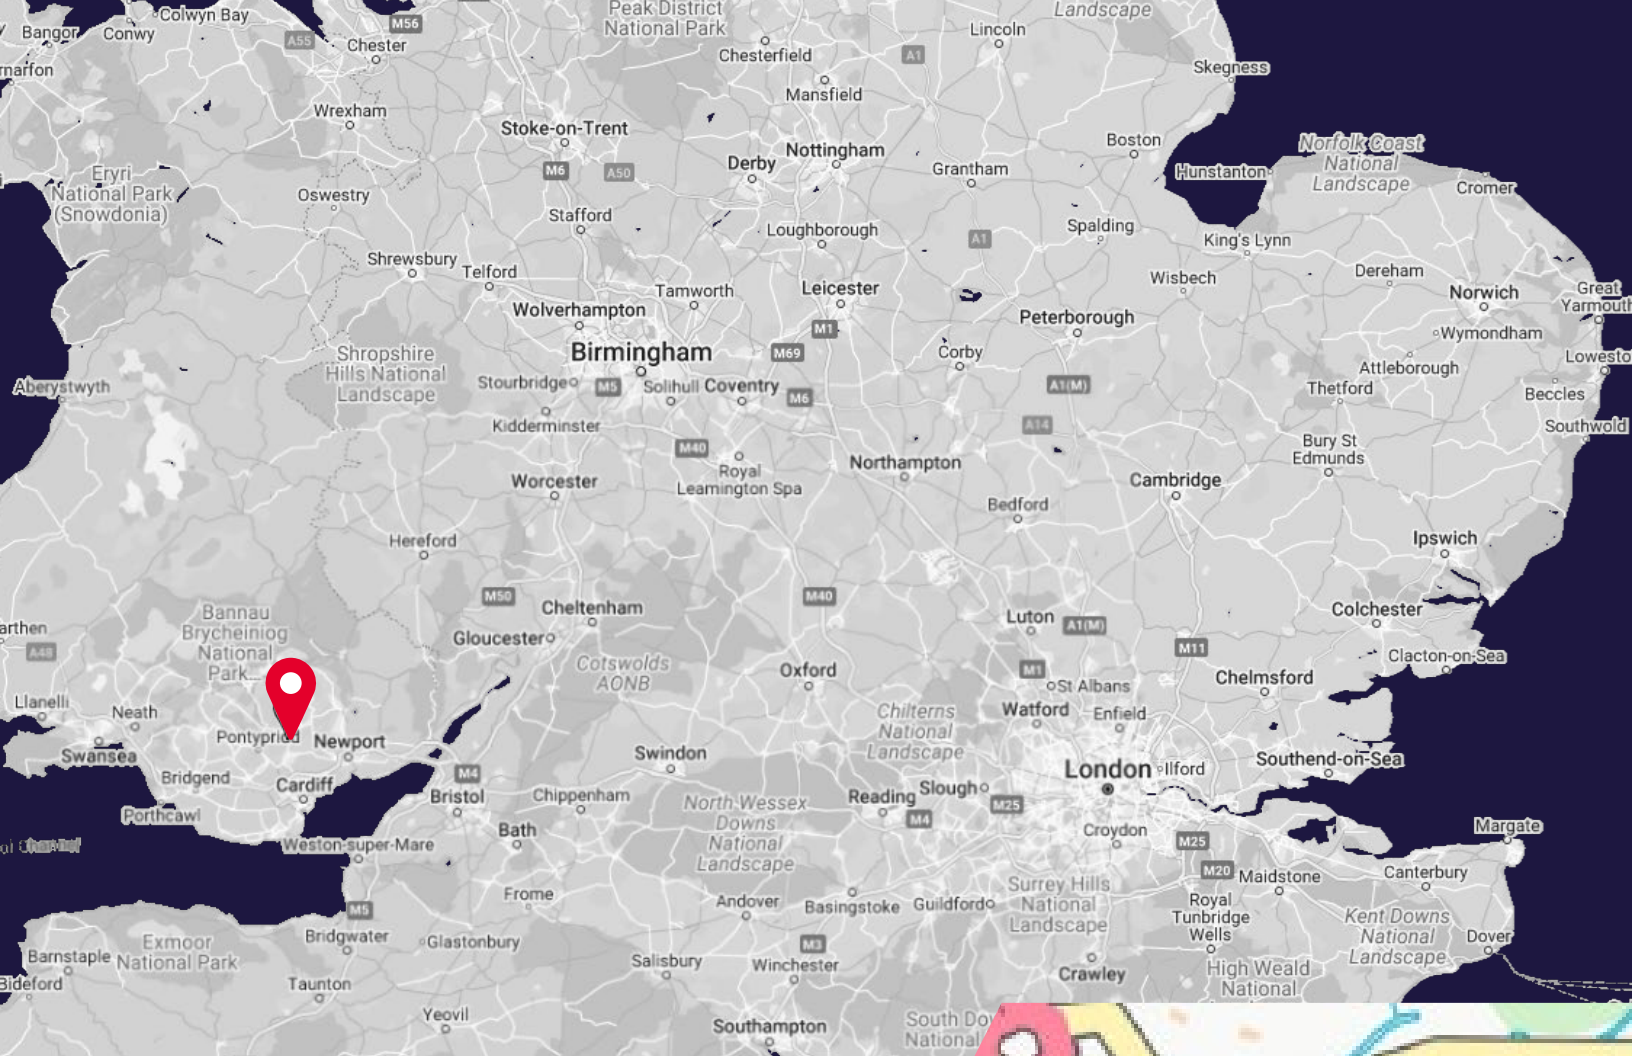 Colwyn Bay
Bangor
Conwy
A55
M56
Chester
Peak District
National Park
Landscape
Lincoln
Chesterfield
A1
Skegness
Mansfield
Wrexham
Stoke-on-Trent
M6
A50
Derby
Nottingham
Grantham
Boston
Hunstanton
Norfolk Coast
National
Landscape
Cromer
Eryri
National Park
(Snowdonia)
Oswestry
Stafford
Loughborough
A1
Spalding
King's Lynn
Shrewsbury
Telford
Wisbech
Dereham
Norwich
Great
Yarmouth
Tamworth
Leicester
Wolverhampton
M1
Peterborough
Wymondham
Birmingham
M69
Corby
Attleborough
Lowesto
Shropshire
Hills National
Landscape
Aberystwyth
Stourbridge
M5
Solihull
Coventry
M6
A1(M)
Thetford
Beccles
Kidderminster
A14
Southwold
M40
Bury St
Edmunds
Royal
Leamington Spa
Northampton
Worcester
Cambridge
Bedford
Hereford
Ipswich
M50
Cheltenham
M40
Luton
A1(M)
Colchester
Bannau
Brycheiniog
National
Park...
arthen
A48
Gloucester
Cotswolds
AONB
Oxford
M11
Clacton-on-Sea
M1
St Albans
Chelmsford
Llanelli
Neath
Watford
Enfield
Chilterns
National
Landscape
Pontypridd
Newport
Swansea
Swindon
London
Ilford
Southend-on-Sea
Bridgend
Cardiff
M4
Bristol
Chippenham
North Wessex
Downs
National
Landscape
Reading
Slough
M25
M4
Porthcawl
Bath
Croydon
Margate
Weston-super-Mare
M25
M20
Maidstone
Canterbury
Frome
Andover
Basingstoke
Guildford
Surrey Hills
National
Landscape
Royal
Tunbridge
Wells
Kent Downs
National
Landscape
M5
Bridgwater
Glastonbury
M3
Dover
Exmoor
National Park
Barnstaple
Salisbury
Winchester
Crawley
High Weald
National
Bideford
Taunton
Yeovil
Southampton
South Do
National